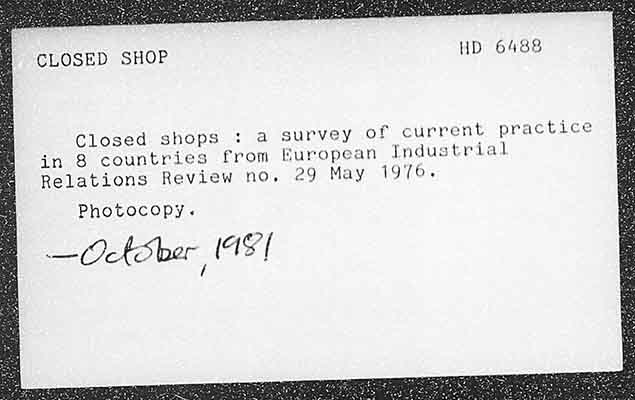 CLOSED SHOP
HD 6488
Closed shops : a survey of current practice
in 8 countries from European Industrial
Relations Review no. 29 May 1976.
Photocopy.
—October, 1981